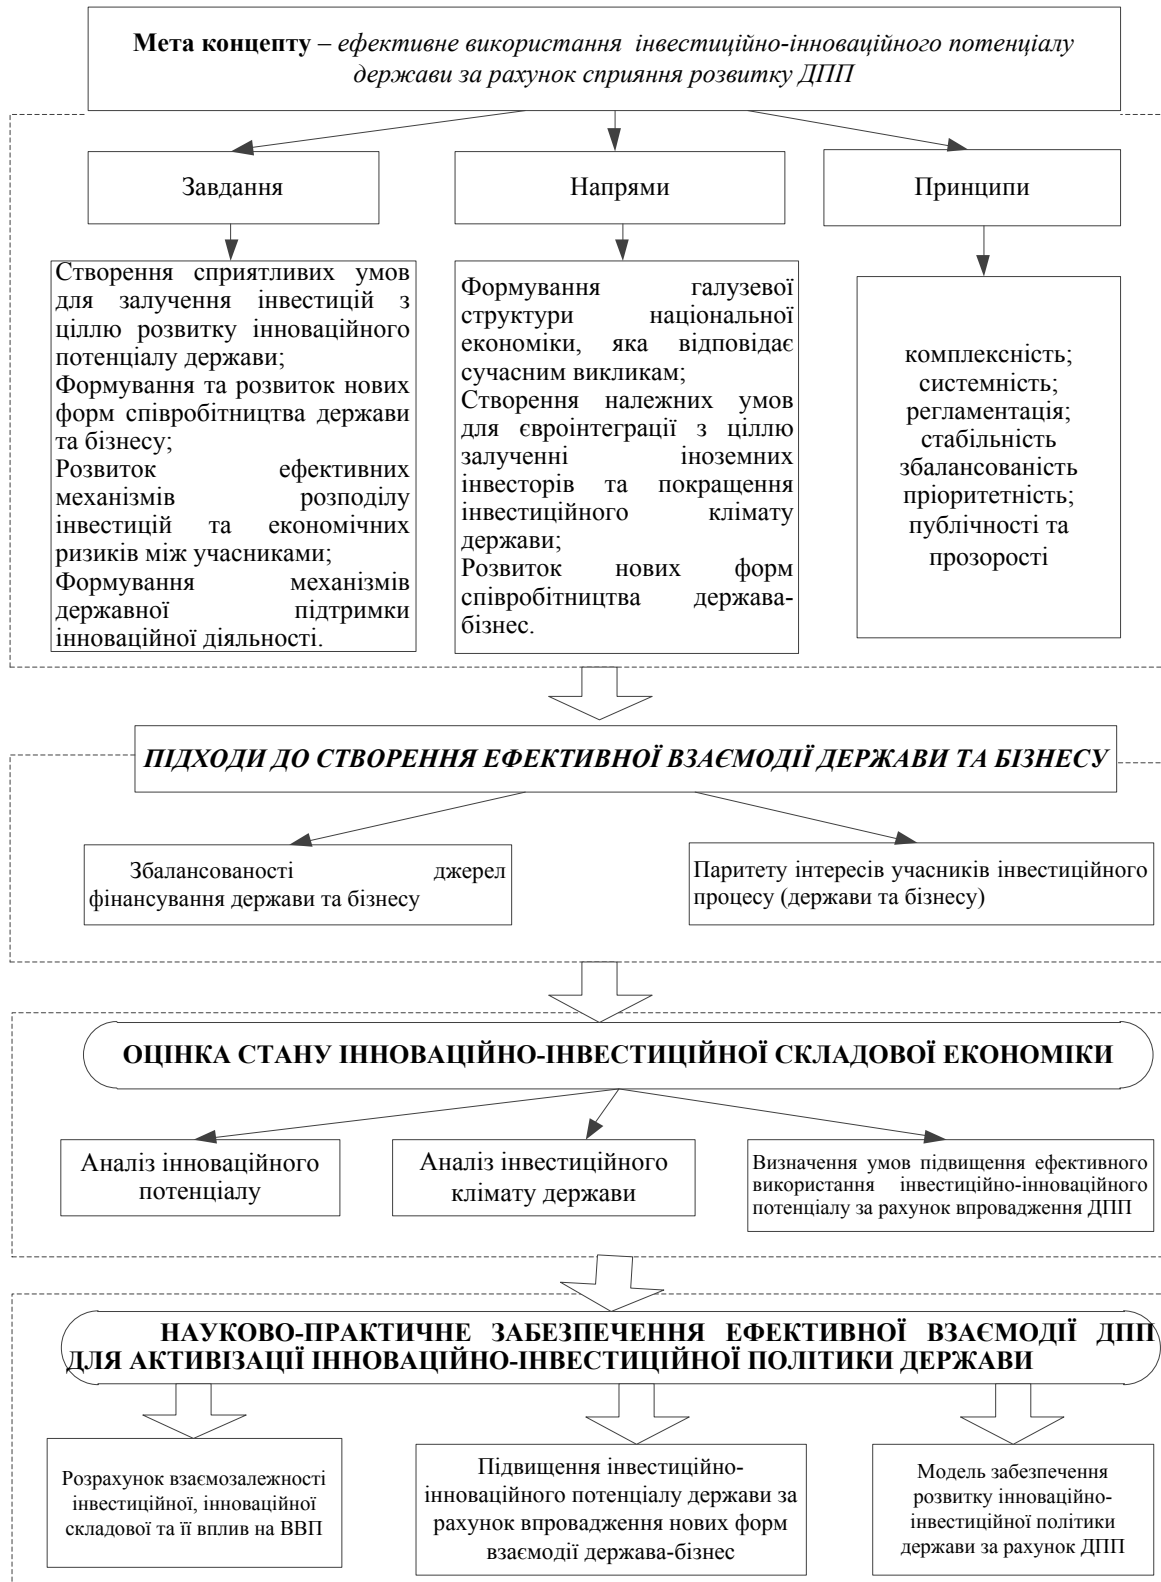 Мета концепту – ефективне використання інвестиційно-інноваційного потенціалу
держави за рахунок сприяння розвитку ДПП
Завдання
Напрями
Принципи
Створення сприятливих умов
для залучення інвестицій з
ціллю розвитку інноваційного
потенціалу держави;
Формування та розвиток нових
форм співробітництва держави
та бізнесу;
Розвиток ефективних
механізмів розподілу
інвестицій та економічних
ризиків між учасниками;
Формування механізмів
державної підтримки
інноваційної діяльності.
Формування галузевої
структури національної
економіки, яка відповідає
сучасним викликам;
Створення належних умов
для євроінтеграції з ціллю
залученні іноземних
інвесторів та покращення
інвестиційного клімату
держави;
Розвиток нових форм
співробітництва держава-
бізнес.
комплексність;
системність;
регламентація;
стабільність
збалансованість
пріоритетність;
публічності та
прозорості
ПІДХОДИ ДО СТВОРЕННЯ ЕФЕКТИВНОЇ ВЗАЄМОДІЇ ДЕРЖАВИ ТА БІЗНЕСУ
Збалансованості джерел
фінансування держави та бізнесу
Паритету інтересів учасників інвестиційного
процесу (держави та бізнесу)
ОЦІНКА СТАНУ ІННОВАЦІЙНО-ІНВЕСТИЦІЙНОЇ СКЛАДОВОЇ ЕКОНОМІКИ
Аналіз інноваційного
потенціалу
Аналіз інвестиційного
клімату держави
Визначення умов підвищення ефективного
використання інвестиційно-інноваційного
потенціалу за рахунок впровадження ДПП
НАУКОВО-ПРАКТИЧНЕ ЗАБЕЗПЕЧЕННЯ ЕФЕКТИВНОЇ ВЗАЄМОДІЇ ДПП
ДЛЯ АКТИВІЗАЦІЇ ІННОВАЦІЙНО-ІНВЕСТИЦІЙНОЇ ПОЛІТИКИ ДЕРЖАВИ
Розрахунок взаємозалежності
інвестиційної, інноваційної
складової та її вплив на ВВП
Підвищення інвестиційно-
інноваційного потенціалу держави за
рахунок впровадження нових форм
взаємодії держава-бізнес
Модель забезпечення
розвитку інноваційно-
інвестиційної політики
держави за рахунок ДПП